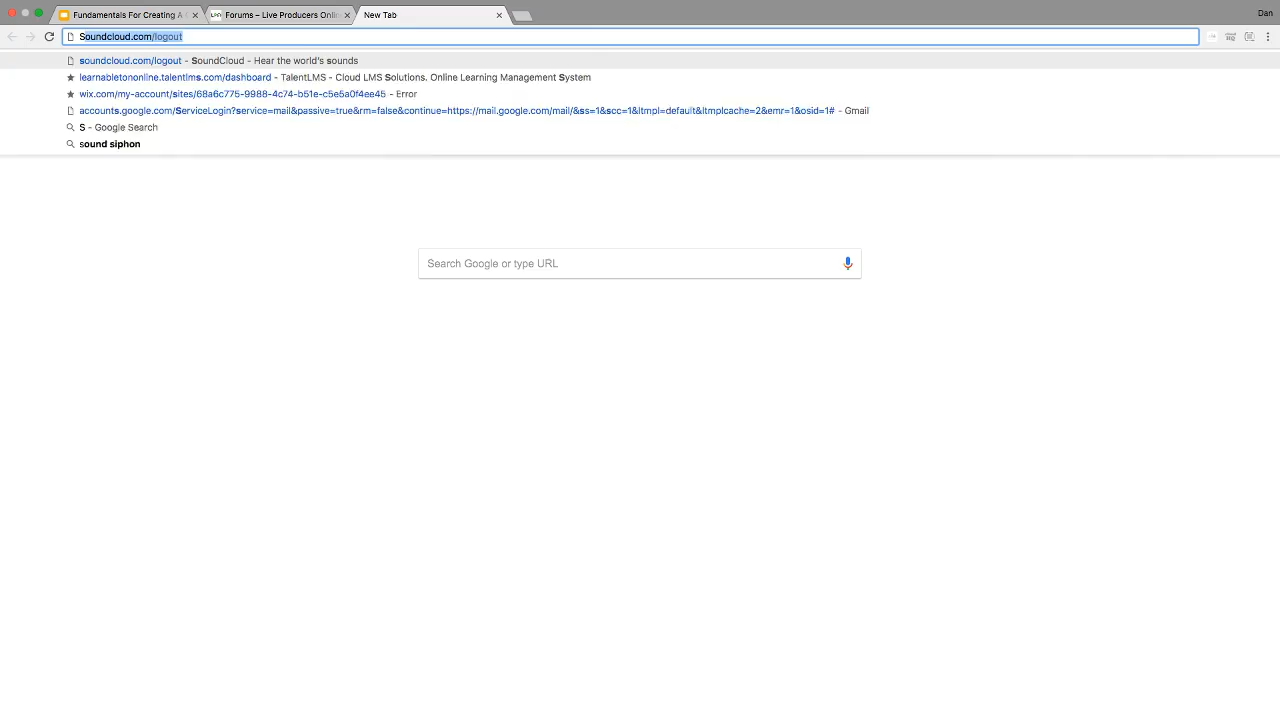 Fundamentals For Creating A
Forums – Live Producers Onlin
New Tab
Dan
Soundcloud.com/logout
soundcloud.com/logout - SoundCloud - Hear the world's sounds
learnabletononline.talentlms.com/dashboard - TalentLMS - Cloud LMS Solutions. Online Learning Management System
wix.com/my-account/sites/68a6c775-9988-4c74-b51e-c5e5a0f4ee45 - Error
accounts.google.com/ServiceLogin?service=mail&passive=true&rm=false&continue=https://mail.google.com/mail/&ss=1&scc=1&ltmpl=default&ltmplcache=2&emr=1&osid=1# - Gmail
S - Google Search
sound siphon
Search Google or type URL